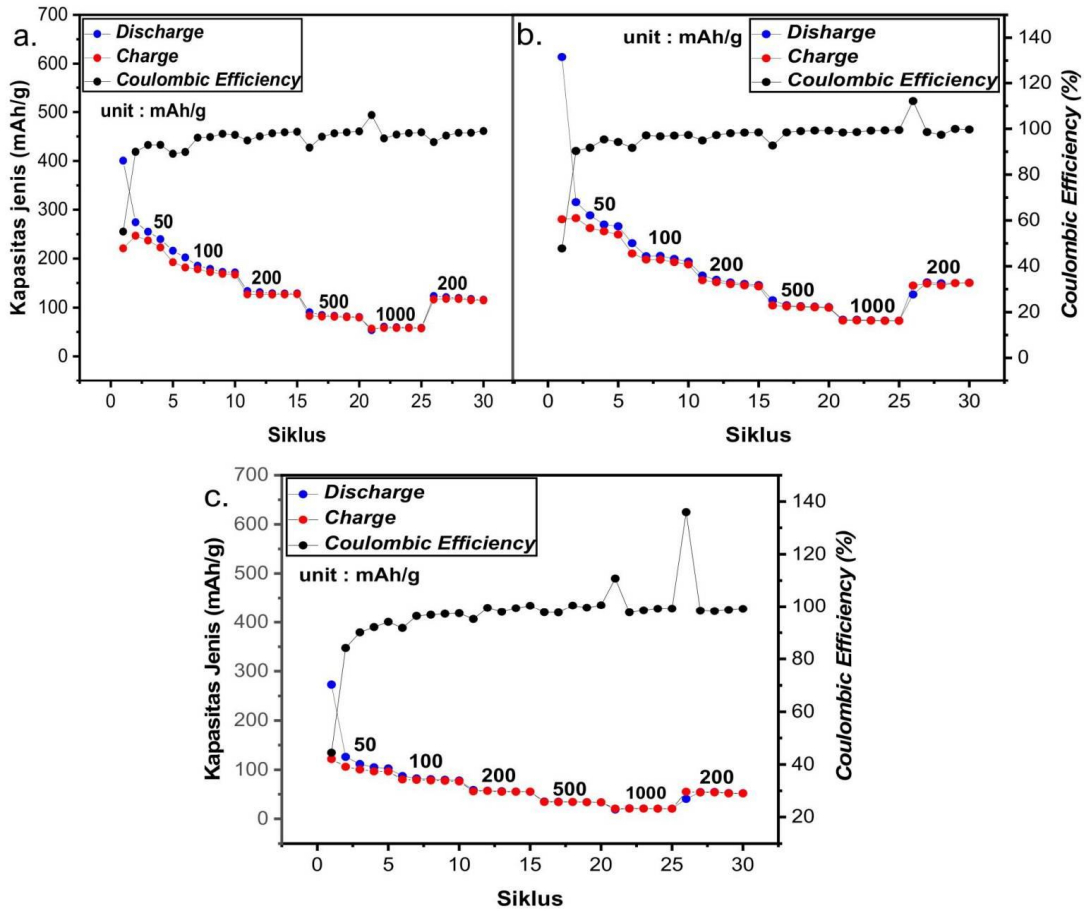 a.
Discharge
Charge
Coulombic Efficiency
unit : mAh/g
700
600
500
400
300
200
100
0
Kapasitas jenis (mAh/g)
50
100
200
500
1000
200
0 5 10 15 20 25 30
Siklus
b.
unit : mAh/g
Disharge
Charge
Coulombic Efficiency
50
100
200
500
1000
200
140
120
100
80
60
40
20
0
Coulombic Efficiency (%)
0 5 10 15 20 25 30
Siklus
c.
Discharge
Charge
Coulombic Efficiency
unit : mAh/g
700
600
500
400
300
200
100
0
Kapasitas Jenis (mAh/g)
50
100
200
500
1000
200
140
120
100
80
60
40
20
Coulombic Efficiency (%)
0 5 10 15 20 25 30
Siklus